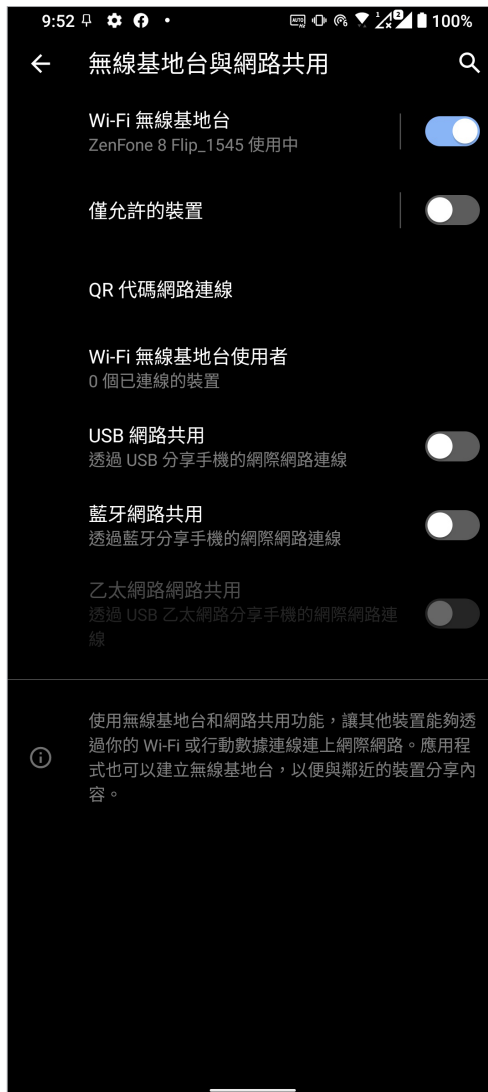 9:52 100%
無線基地台與網路共用
Wi-Fi 無線基地台
ZenFone 8 Flip_1545 使用中
僅允許的裝置
QR 代碼網路連線
Wi-Fi 無線基地台使用者
0 個已連線的裝置
USB 網路共用
透過 USB 分享手機的網際網路連線
藍牙網路共用
透過藍牙分享手機的網際網路連線
乙太網路網路共用
透過 USB 乙太網路分享手機的網際網路連
線
使用無線基地台和網路共用功能，讓其他裝置能夠透
過你的 Wi-Fi 或行動數據連線連上網際網路。應用程
式也可以建立無線基地台，以便與鄰近的裝置分享內
容。